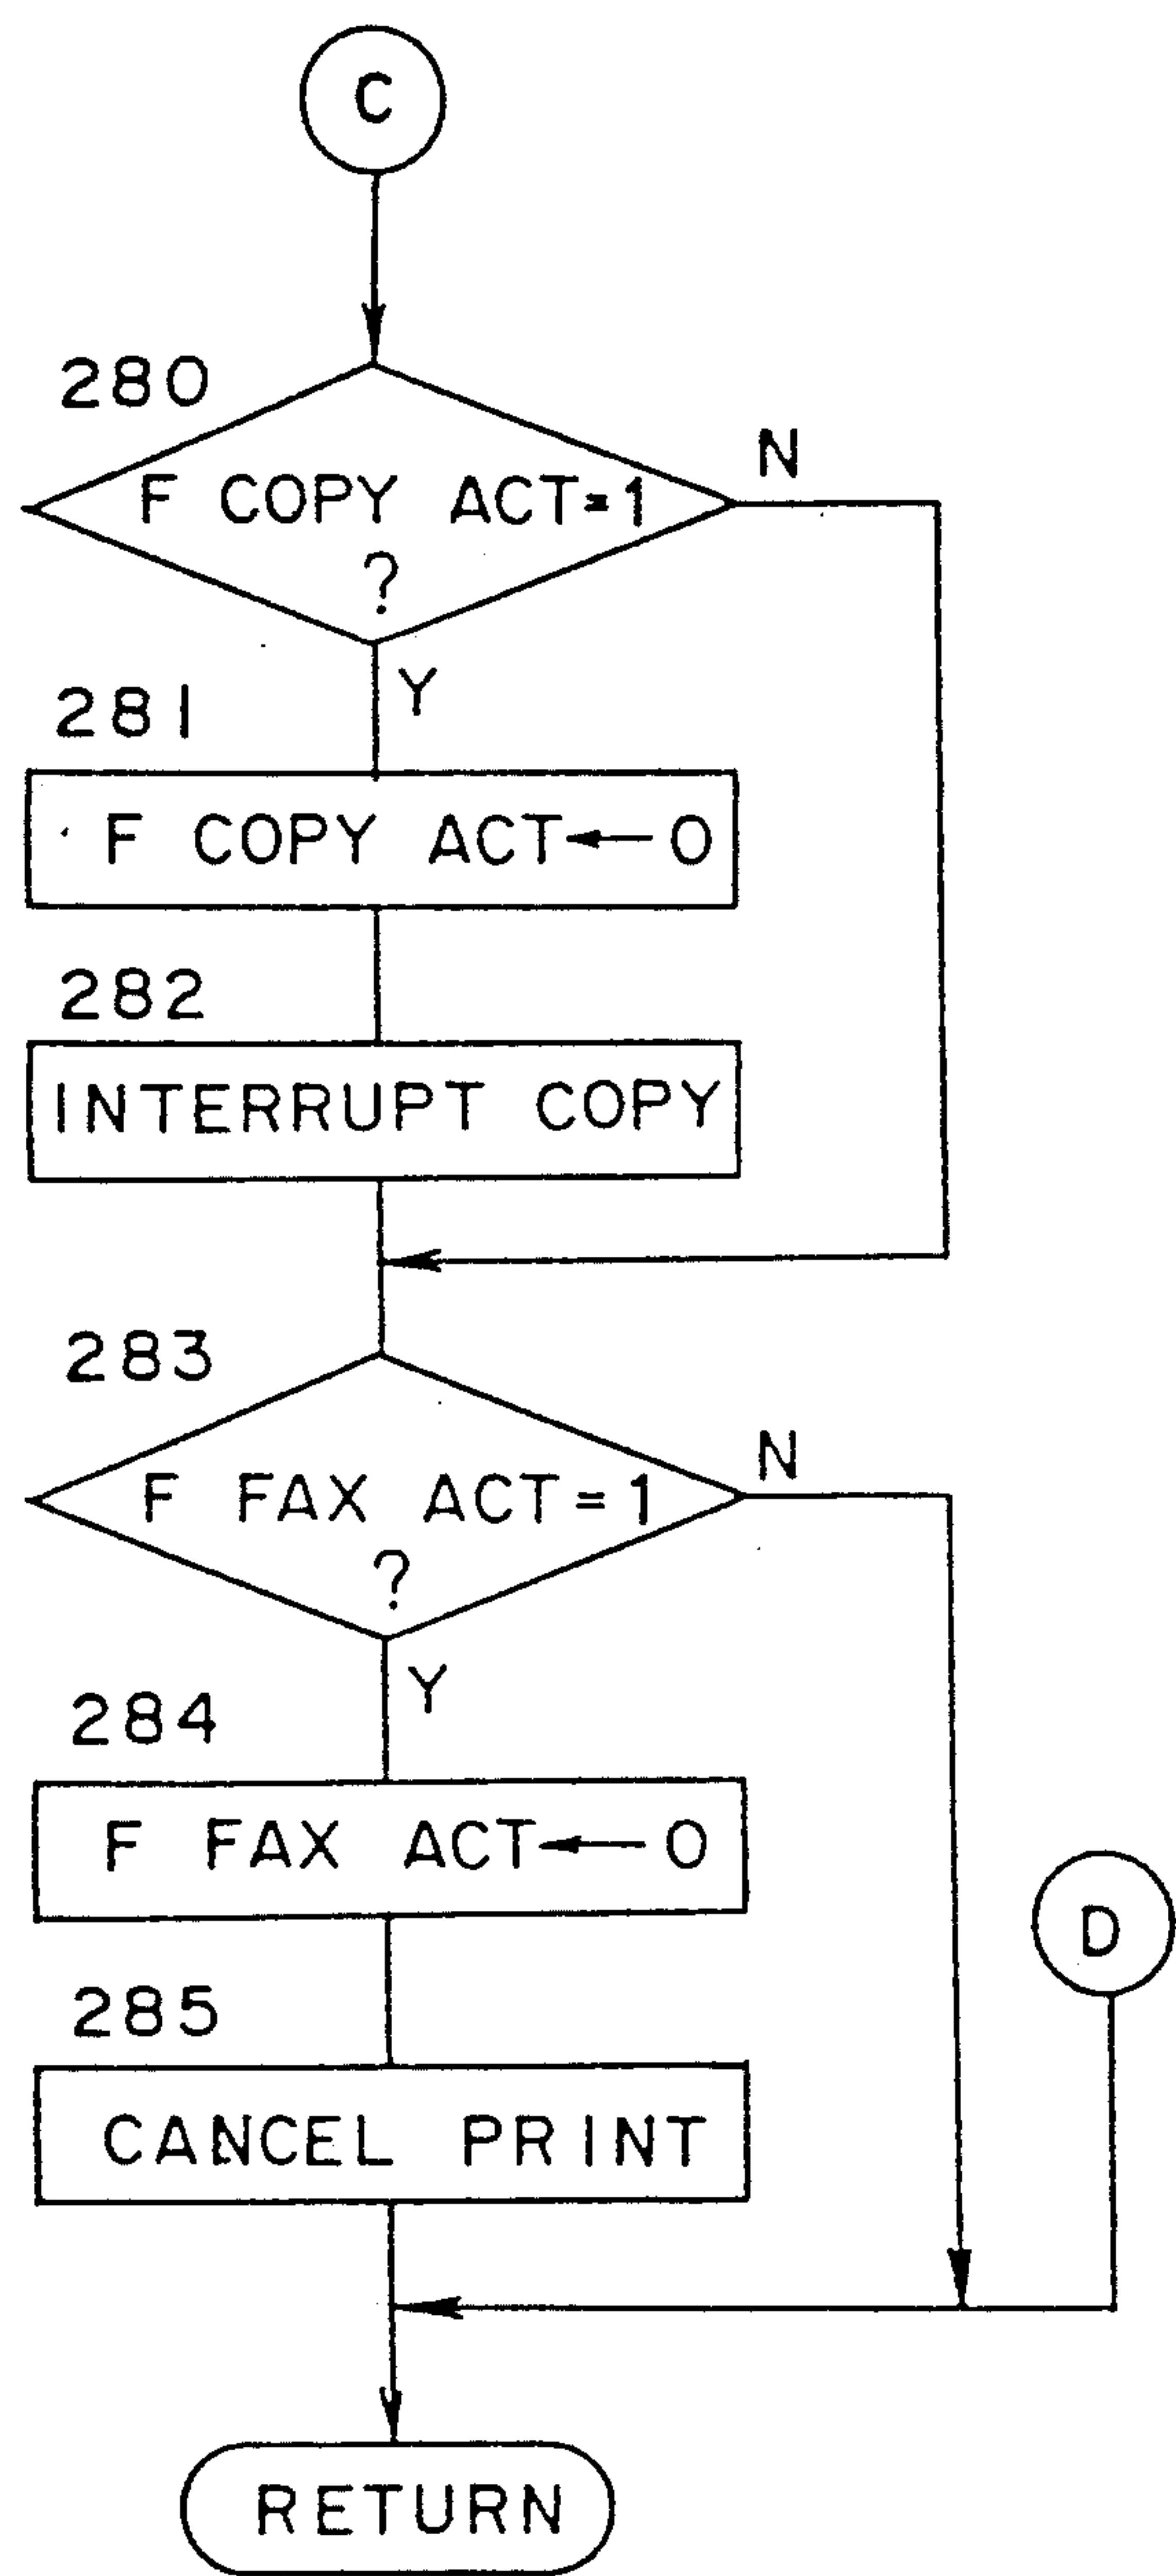 C
280
F COPY ACT=1
?
N
Y
281
F COPY ACT←0
282
INTERRUPT COPY
283
F FAX ACT=1
?
N
Y
284
F FAX ACT←0
285
CANCEL PRINT
D
RETURN